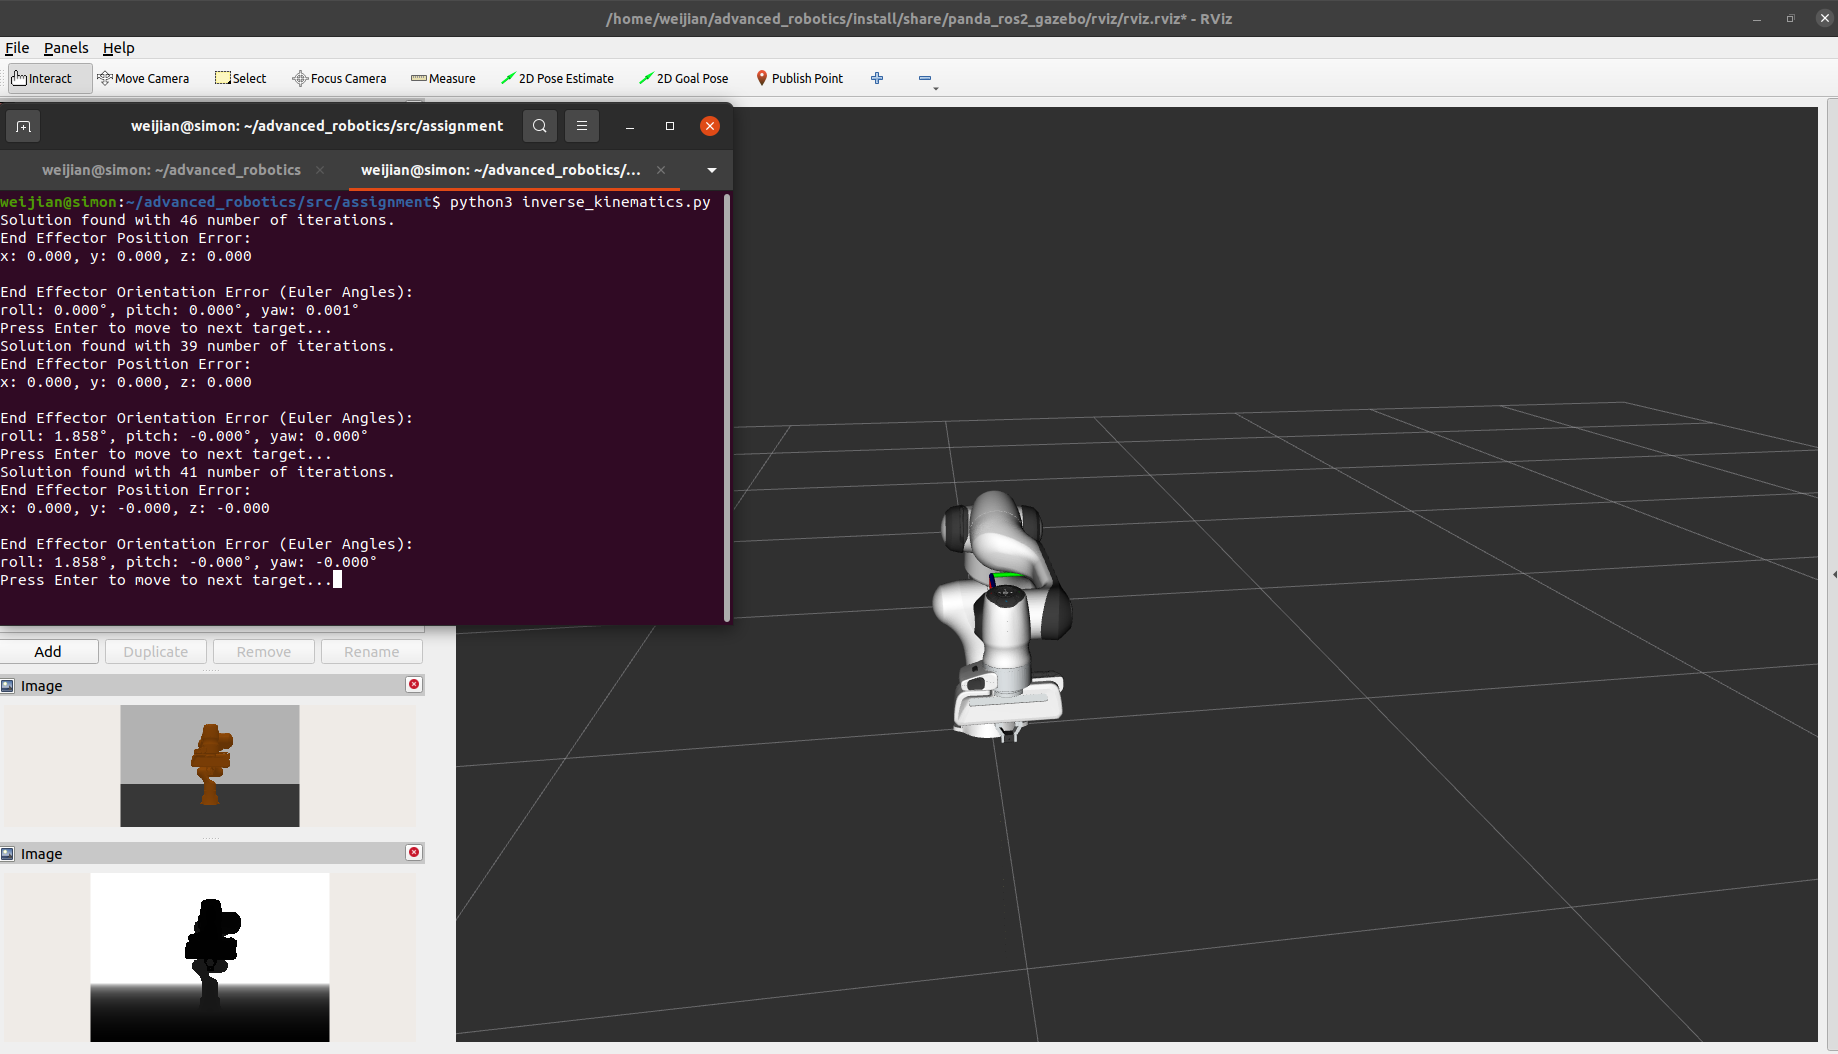 /home/weijian/advanced_robotics/install/share/panda_ros2_gazebo/rviz/rviz.rviz* - RViz
File Panels Help
Interact Move Camera Select Focus Camera Measure 2D Pose Estimate 2D Goal Pose Publish Point
weijian@simon: ~/advanced_robotics/src/assignment
weijian@simon: ~/advanced_robotics weijian@simon: ~/advanced_robotics/...
weijian@simon:~/advanced_robotics/src/assignment$ python3 inverse_kinematics.py
Solution found with 46 number of iterations.
End Effector Position Error:
x: 0.000, y: 0.000, z: 0.000
End Effector Orientation Error (Euler Angles):
roll: 0.000°, pitch: 0.000°, yaw: 0.001°
Press Enter to move to next target...
Solution found with 39 number of iterations.
End Effector Position Error:
x: 0.000, y: 0.000, z: 0.000
End Effector Orientation Error (Euler Angles):
roll: 1.858°, pitch: -0.000°, yaw: 0.000°
Press Enter to move to next target...
Solution found with 41 number of iterations.
End Effector Position Error:
x: 0.000, y: -0.000, z: -0.000
End Effector Orientation Error (Euler Angles):
roll: 1.858°, pitch: -0.000°, yaw: -0.000°
Press Enter to move to next target...
Add Duplicate Remove Rename
Image
Image